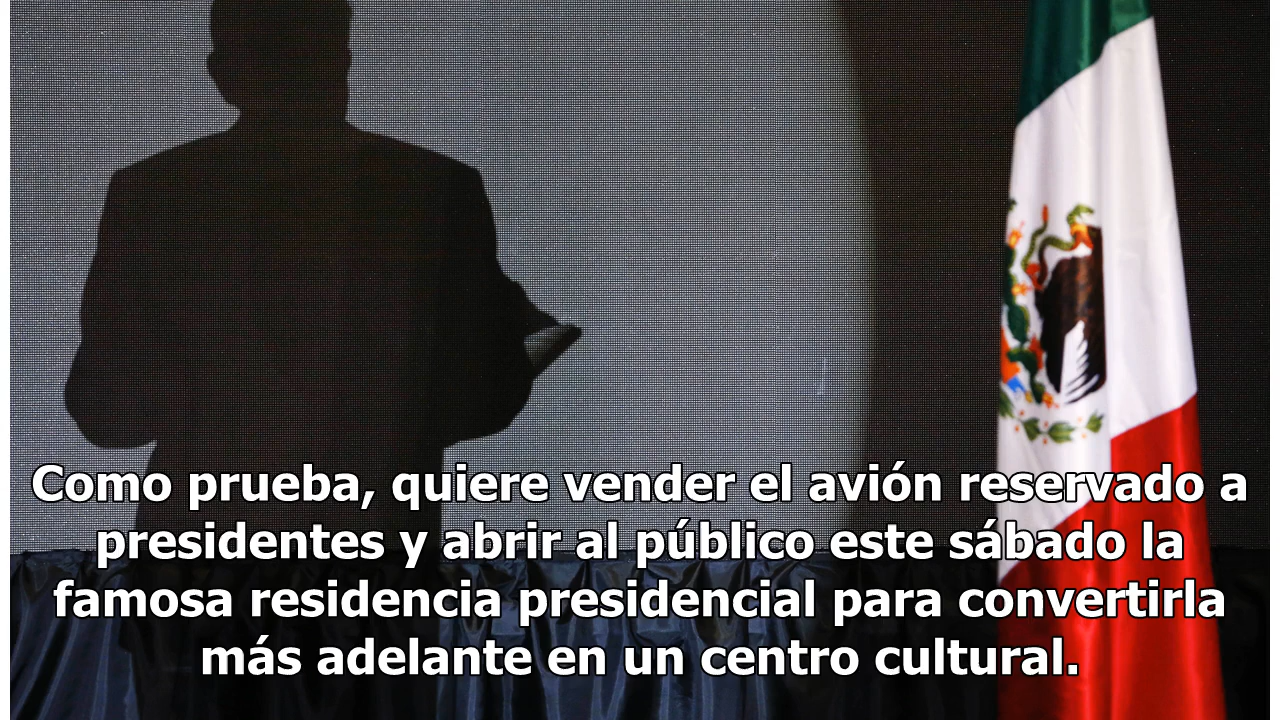 Como prueba, quiere vender el avión reservado a
presidentes y abrir al público este sábado la
famosa residencia presidencial para convertirla
más adelante en un centro cultural.